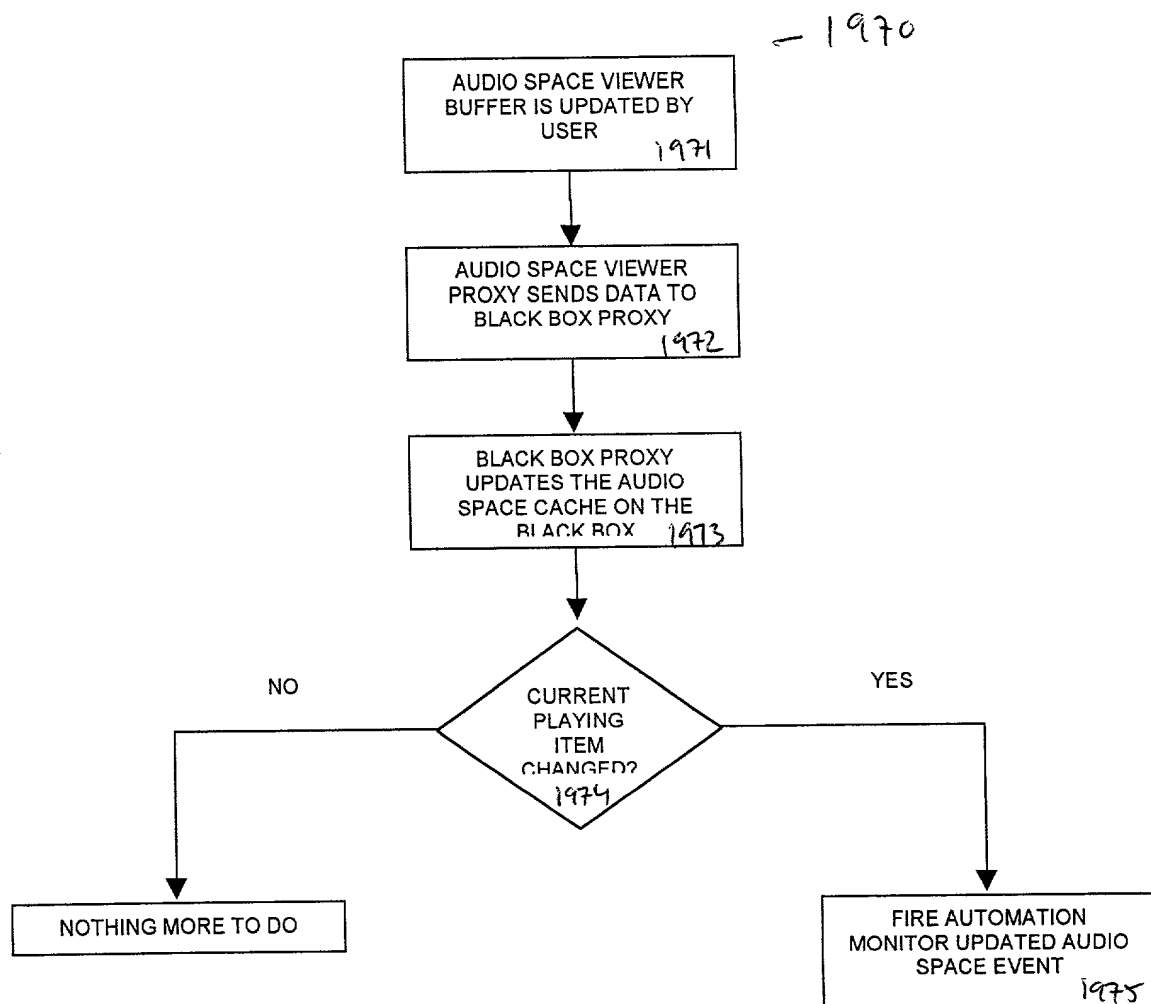 – 1970
AUDIO SPACE VIEWER
BUFFER IS UPDATED BY
USER
1971
AUDIO SPACE VIEWER
PROXY SENDS DATA TO
BLACK BOX PROXY
1972
BLACK BOX PROXY
UPDATES THE AUDIO
SPACE CACHE ON THE
BLACK BOX 1973
NO
YES
CURRENT
PLAYING
ITEM
CHANGED?
1974
NOTHING MORE TO DO
FIRE AUTOMATION
MONITOR UPDATED AUDIO
SPACE EVENT
1975